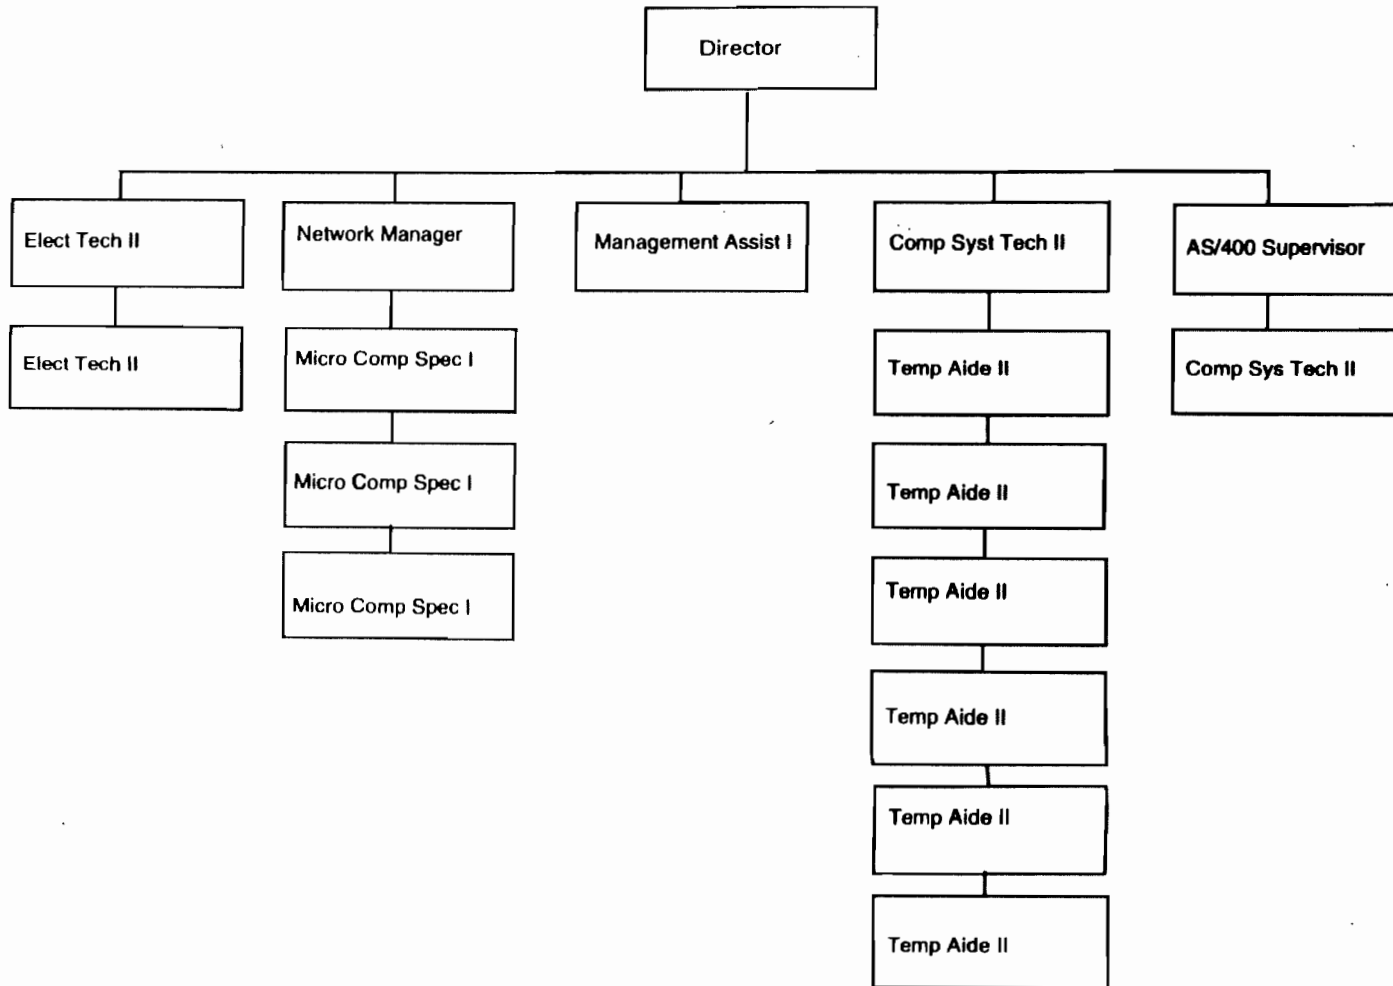 Director
Elect Tech II
Network Manager
Management Assist I
Comp Syst Tech II
AS/400 Supervisor
Elect Tech II
Micro Comp Spec I
Temp Aide II
Comp Sys Tech II
Micro Comp Spec I
Temp Aide II
Micro Comp Spec I
Temp Aide II
Temp Aide II
Temp Aide II
Temp Aide II